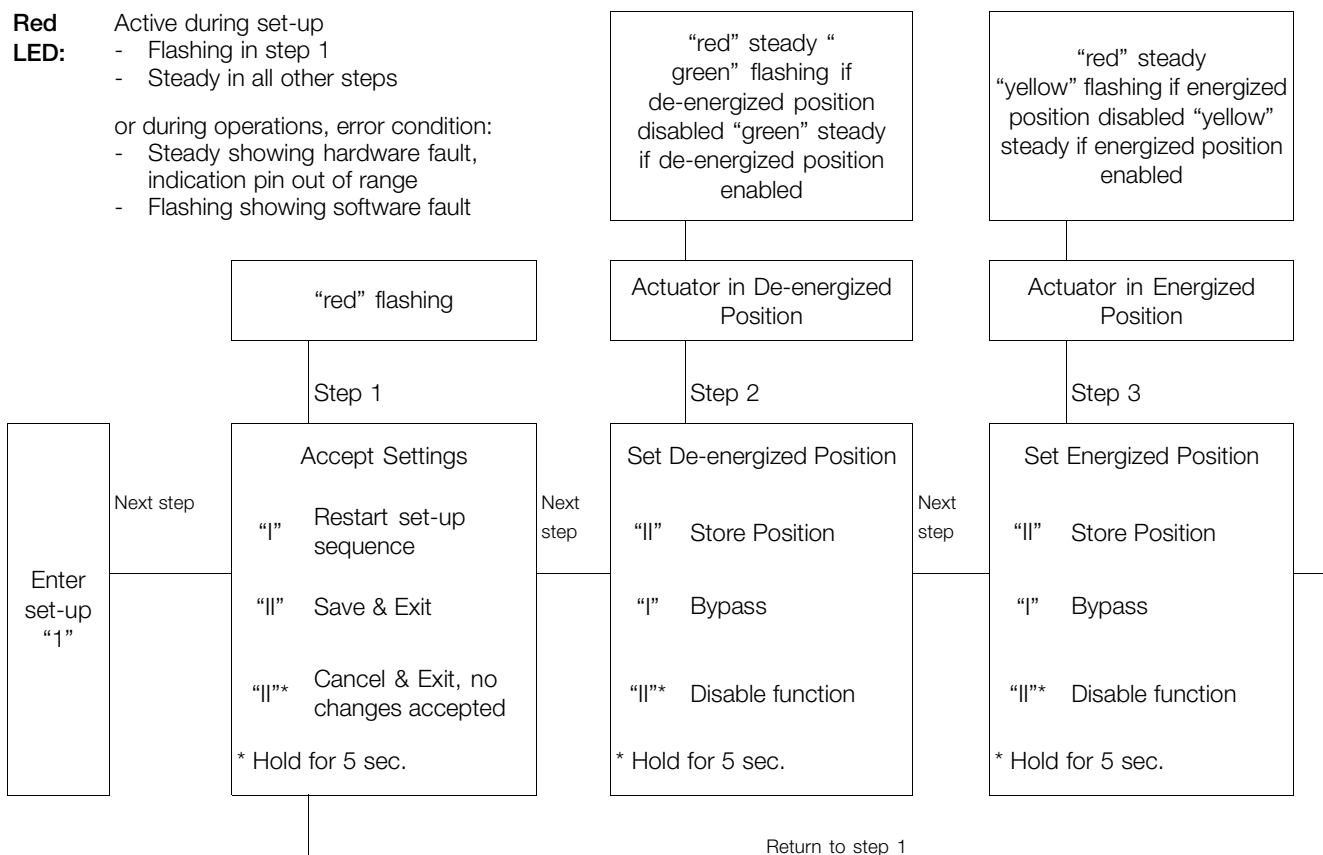 Red LED:
Active during set-up
- Flashing in step 1
- Steady in all other steps
or during operations, error condition:
- Steady showing hardware fault,
indication pin out of range
- Flashing showing software fault
“red” steady “
green” flashing if
de-energized position
disabled “green” steady
if de-energized position
enabled
“red” steady
“yellow” flashing if energized
position disabled “yellow”
steady if energized position
enabled
“red” flashing
Actuator in De-energized
Position
Actuator in Energized
Position
Step 1
Step 2
Step 3
Enter
set-up
“1”
Next step
Accept Settings
“I” Restart set-up
sequence
“II” Save & Exit
“II”* Cancel & Exit, no
changes accepted
* Hold for 5 sec.
Next
step
Set De-energized Position
“II” Store Position
“I” Bypass
“II”* Disable function
* Hold for 5 sec.
Next
step
Set Energized Position
“II” Store Position
“I” Bypass
“II”* Disable function
* Hold for 5 sec.
Return to step 1